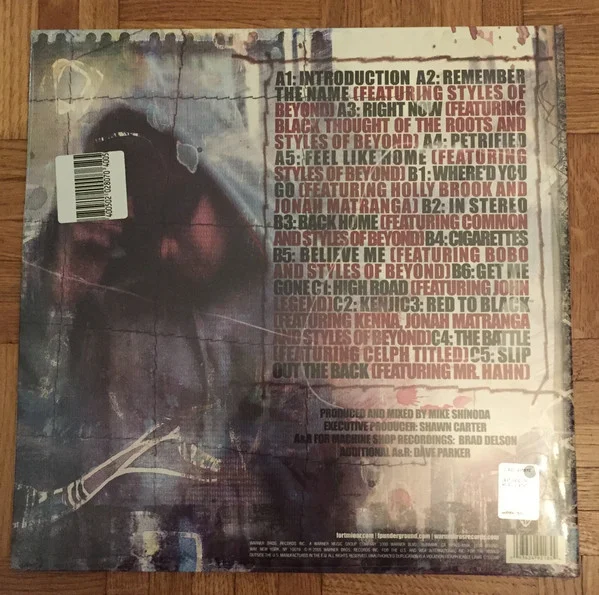 A1: INTRODUCTION A2: REMEMBER
THE NAME (FEATURING STYLES OF
BEYOND) A3: RIGHT NOW (FEATURING
BLACK THOUGHT OF THE ROOTS AND
STYLES OF BEYOND) A4: PETRIFIED
A5: FEEL LIKE HOME (FEATURING
STYLES OF BEYOND) B1: WHERE'D YOU
GO (FEATURING HOLLY BROOK AND
JONAH MATRANGA) B2: IN STEREO
B3: BACK HOME (FEATURING COMMON
AND STYLES OF BEYOND) B4: CIGARETTES
B5: BELIEVE ME (FEATURING BOBO
AND STYLES OF BEYOND) B6: GET ME
GONE C1: HIGH ROAD (FEATURING JOHN
LEGEND) C2: KENJI C3: RED TO BLACK
(FEATURING KENNA, JONAH MATRANGA
AND STYLES OF BEYOND) C4: THE BATTLE
(FEATURING CELPH TITLED) C5: SLIP
OUT THE BACK (FEATURING MR. HAHN)
PRODUCED AND MIXED BY MIKE SHINODA
EXECUTIVE PRODUCER: SHAWN CARTER
A&R FOR MACHINE SHOP RECORDINGS: BRAD DELSON
ADDITIONAL A&R: DAVE PARKER
fortminor.com | lpunderground.com | warnerbrosrecords.com